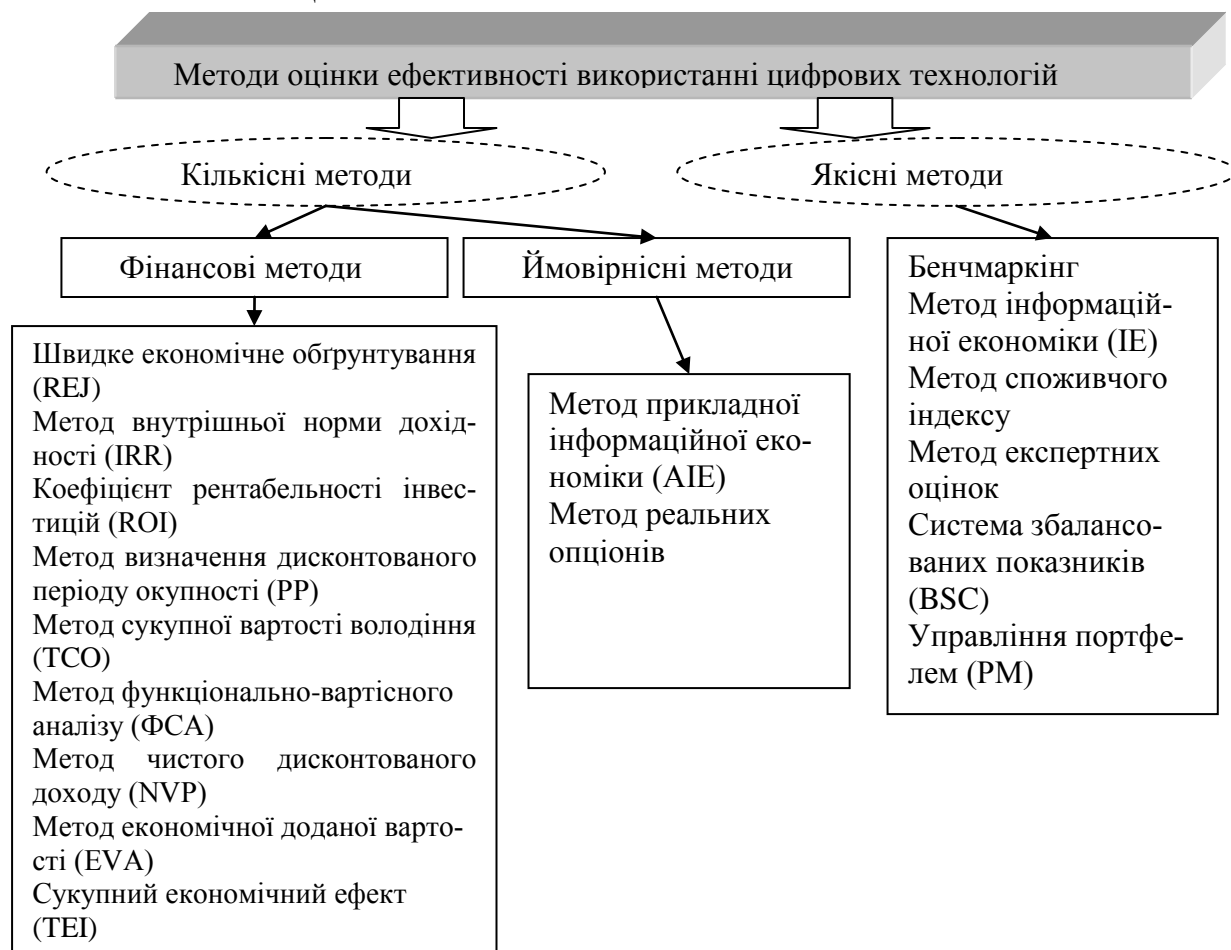 Методи оцінки ефективності використанні цифрових технологій
Кількісні методи
Якісні методи
Фінансові методи
Ймовірнісні методи
Швидке економічне обґрунтування
(REJ)
Метод внутрішньої норми дохід-
ності (IRR)
Коефіцієнт рентабельності інвес-
тицій (ROI)
Метод визначення дисконтованого
періоду окупності (PP)
Метод сукупної вартості володіння
(TCO)
Метод функціонально-вартісного
аналізу (ФСА)
Метод чистого дисконтованого
доходу (NVP)
Метод економічної доданої варто-
сті (EVA)
Сукупний економічний ефект
(TEI)
Метод прикладної
інформаційної еко-
номіки (AIE)
Метод реальних
опціонів
Бенчмаркінг
Метод інформацій-
ної економіки (IE)
Метод споживчого
індексу
Метод експертних
оцінок
Система збалансо-
ваних показників
(BSC)
Управління портфе-
лем (PM)